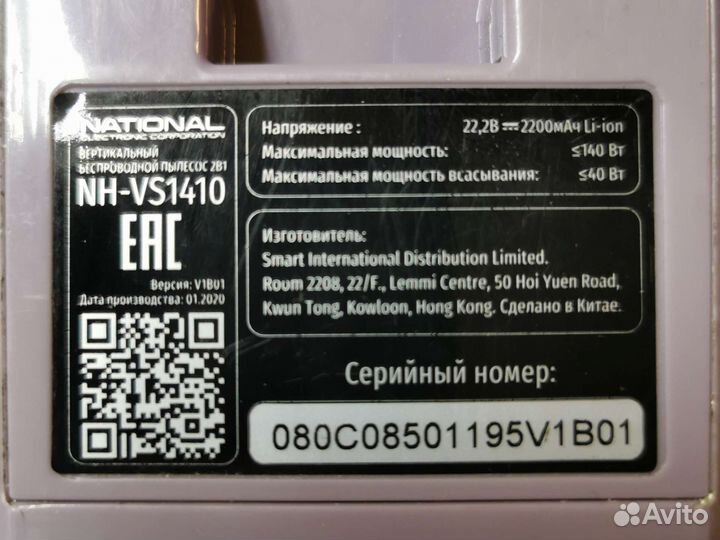 NATIONAL
ELECTRONIC CORPORATION
ВЕРТИКАЛЬНЫЙ
БЕСПРОВОДНОЙ ПЫЛЕСОС 2В1
NH-VS1410
EAC
Версия: V1B01
Дата производства: 01.2020
Напряжение : 22,2В ⎓ 2200мАч Li-ion
Максимальная мощность: ≤140 Вт
Максимальная мощность всасывания: ≤40 Вт
Изготовитель:
Smart International Distribution Limited.
Room 2208, 22/F., Lemmi Centre, 50 Hoi Yuen Road,
Kwun Tong, Kowloon, Hong Kong. Сделано в Китае.
Серийный номер:
080C08501195V1B01
Avito